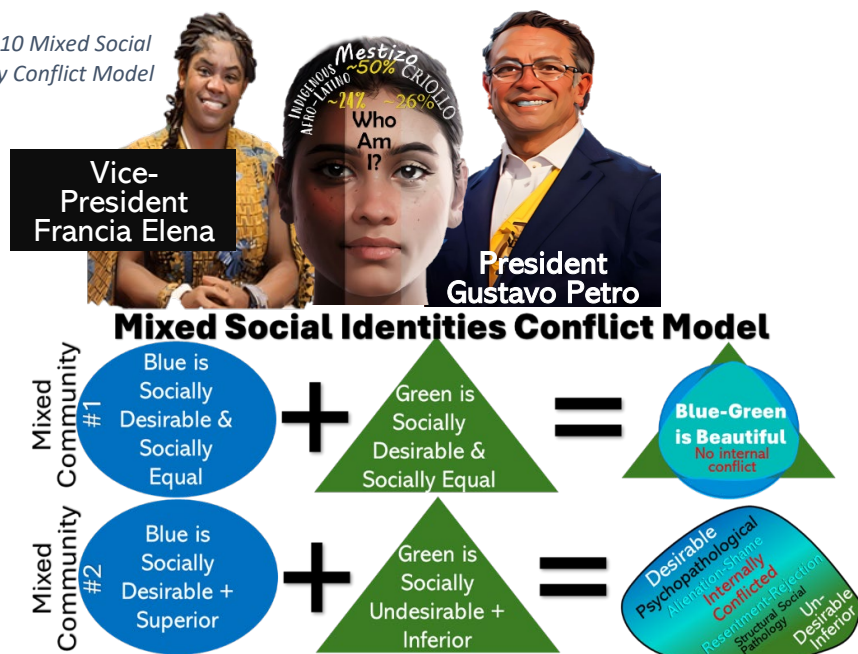 10 Mixed Social
y Conflict Model
Mestizo
~50%
INDIGENOUS
AFRO-LATINO
CRIOLLO
~24%
~26%
Who
Am
I?
Vice-
President
Francia Elena
President
Gustavo Petro
Mixed Social Identities Conflict Model
Mixed
Community
#1
Blue is
Socially
Desirable &
Socially
Equal
+
Green is
Socially
Desirable &
Socially Equal
=
Blue-Green
is Beautiful
No internal
conflict
Mixed
Community
#2
Blue is
Socially
Desirable +
Superior
+
Green is
Socially
Undesirable +
Inferior
=
Desirable
Psychopathological
Alienation-Shame
Internally
Conflicted
Resentment-Rejection
Structural Social
Pathology
Un-
Desirable
Inferior